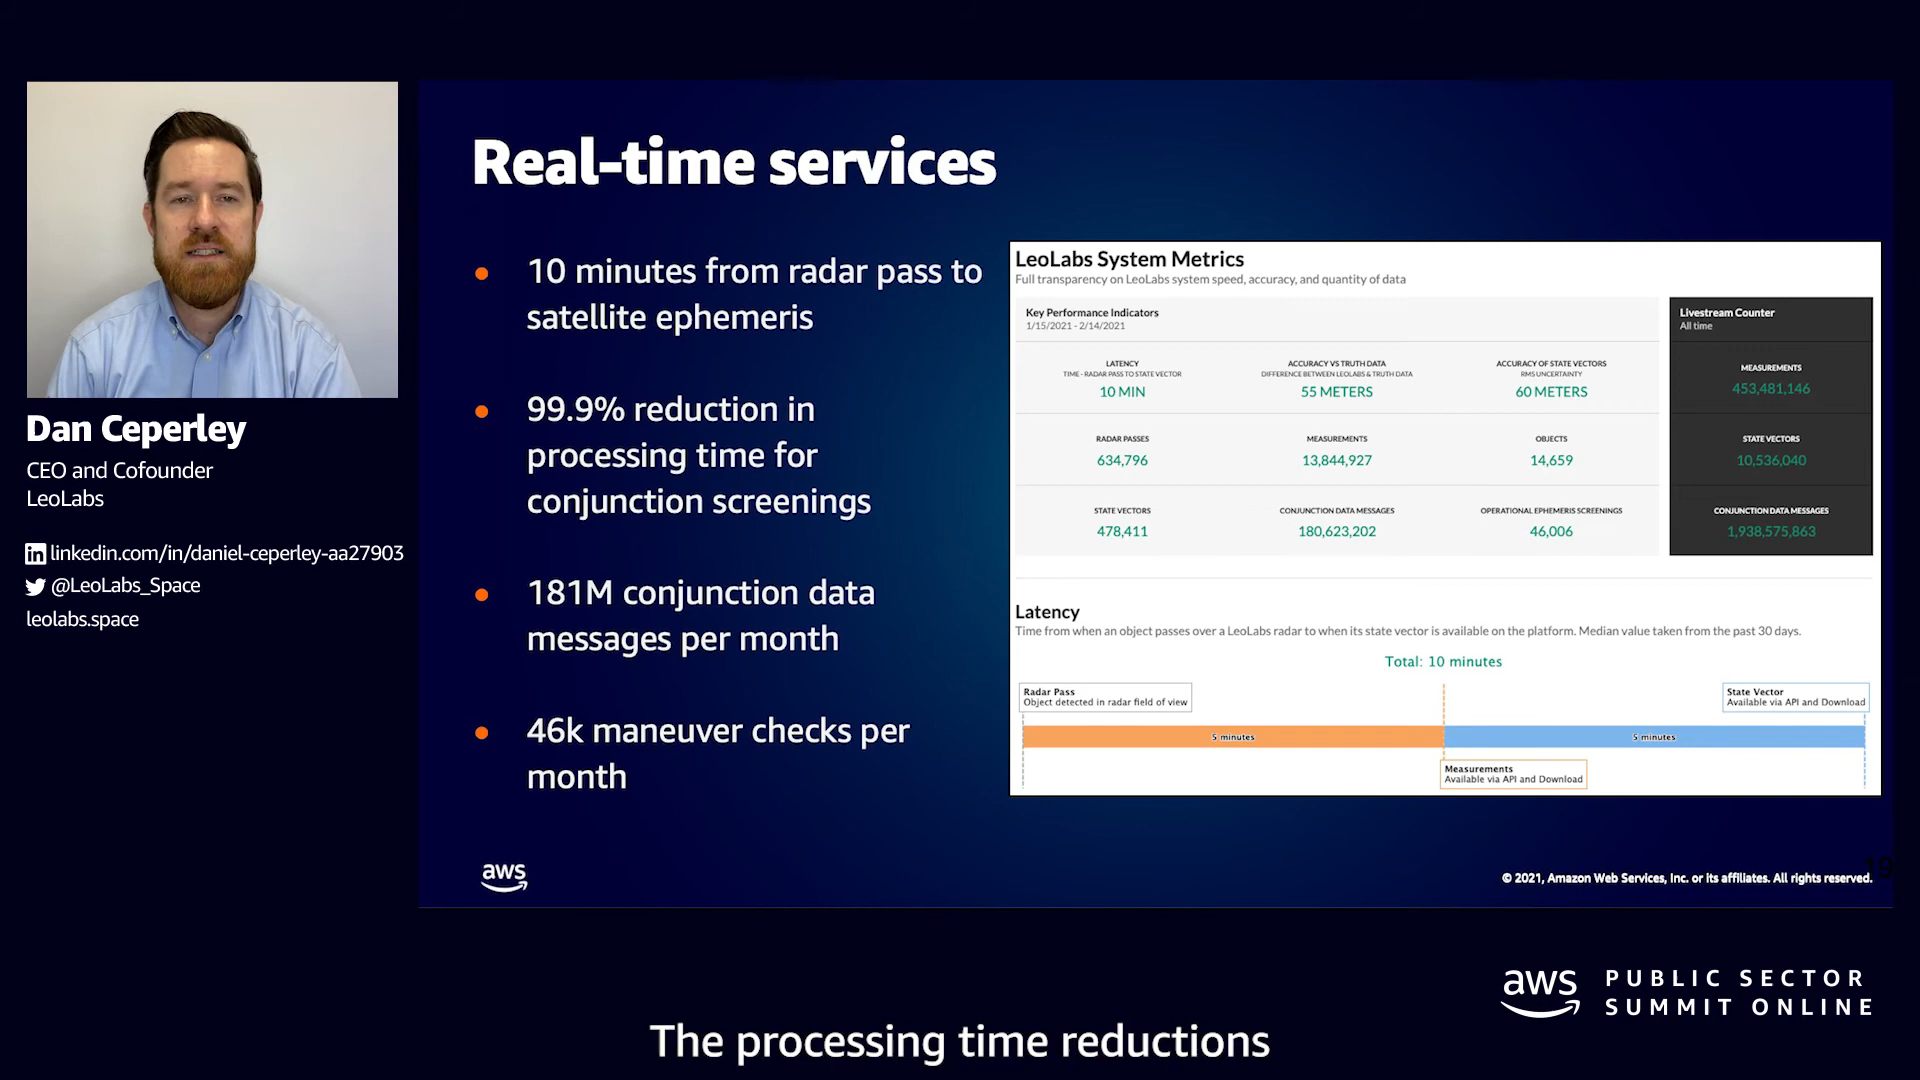 Real-time services
10 minutes from radar pass to
satellite ephemeris
99.9% reduction in
processing time for
conjunction screenings
181M conjunction data
messages per month
46k maneuver checks per
month
LeoLabs System Metrics
Full transparency on LeoLabs system speed, accuracy, and quantity of data
Key Performance Indicators
1/15/2021 - 2/14/2021
LATENCY
TIME - RADAR PASS TO STATE VECTOR
10 MIN
ACCURACY VS TRUTH DATA
DIFFERENCE BETWEEN LEOLABS & TRUTH DATA
55 METERS
ACCURACY OF STATE VECTORS
RMS UNCERTAINTY
60 METERS
RADAR PASSES
634,796
MEASUREMENTS
13,844,927
OBJECTS
14,659
STATE VECTORS
478,411
CONJUNCTION DATA MESSAGES
180,623,202
OPERATIONAL EPHEMERIS SCREENINGS
46,006
Livestream Counter
All time
MEASUREMENTS
453,481,146
STATE VECTORS
10,536,040
CONJUNCTION DATA MESSAGES
1,938,575,863
Latency
Time from when an object passes over a LeoLabs radar to when its state vector is available on the platform. Median value taken from the past 30 days.
Total: 10 minutes
Radar Pass
Object detected in radar field of view
State Vector
Available via API and Download
5 minutes
5 minutes
Measurements
Available via API and Download
aws
© 2021, Amazon Web Services, Inc. or its affiliates. All rights reserved.
19
Dan Ceperley
CEO and Cofounder
LeoLabs
in linkedin.com/in/daniel-ceperley-aa27903
@LeoLabs_Space
leolabs.space
aws PUBLIC SECTOR
SUMMIT ONLINE
The processing time reductions